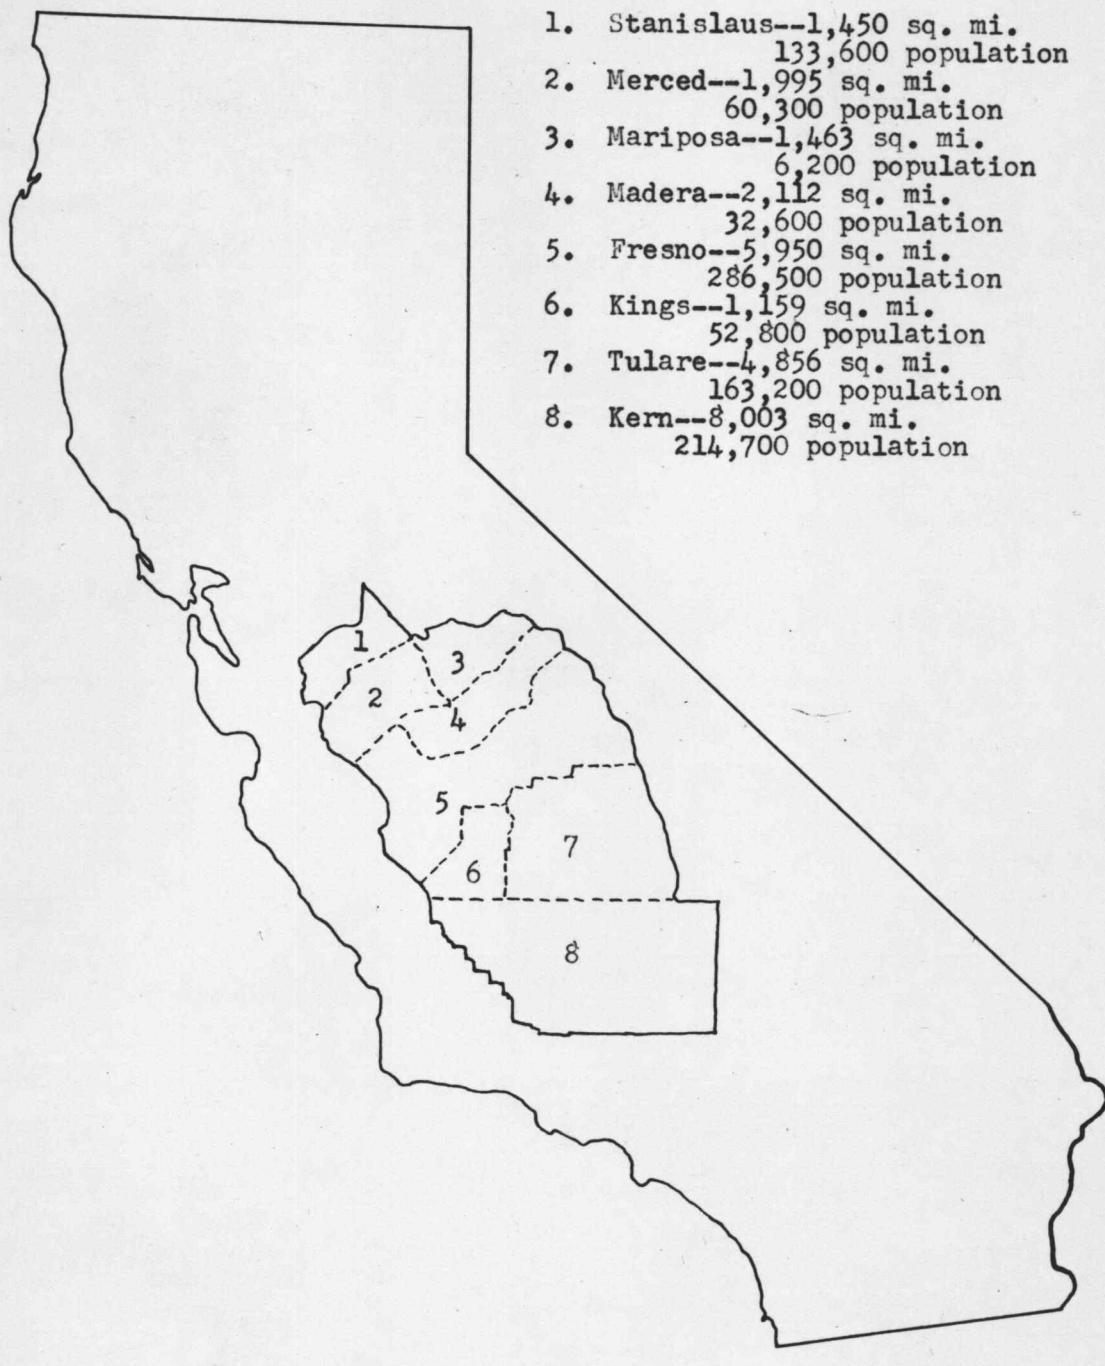 1. Stanislaus--1,450 sq. mi.
133,600 population
2. Merced--1,995 sq. mi.
60,300 population
3. Mariposa--1,463 sq. mi.
6,200 population
4. Madera--2,112 sq. mi.
32,600 population
5. Fresno--5,950 sq. mi.
286,500 population
6. Kings--1,159 sq. mi.
52,800 population
7. Tulare--4,856 sq. mi.
163,200 population
8. Kern--8,003 sq. mi.
214,700 population
1
3
2
4
5
7
6
8